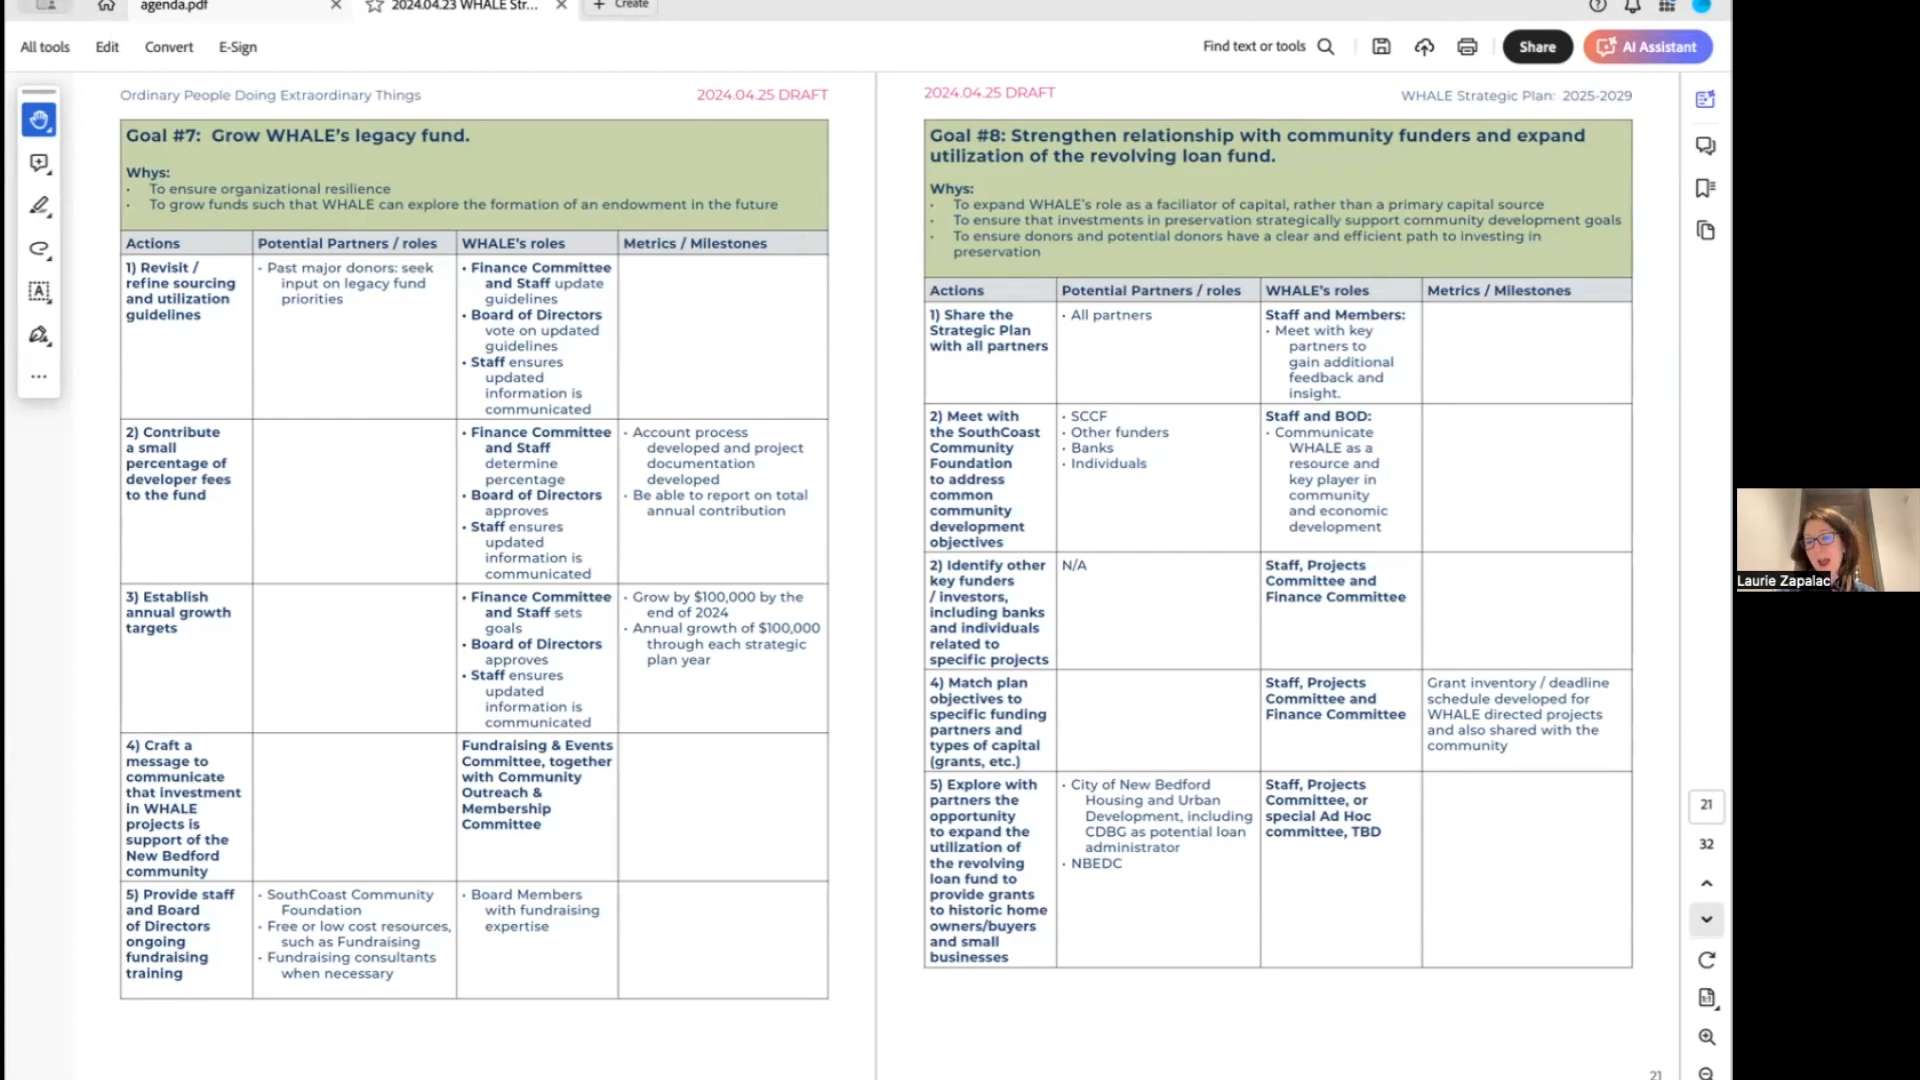 agenda.pdf
2024.04.23 WHALE Str...
Create
All tools
Edit
Convert
E-Sign
Find text or tools
Share
AI Assistant
Ordinary People Doing Extraordinary Things
2024.04.25 DRAFT
Goal #7: Grow WHALE's legacy fund.
Whys:
· To ensure organizational resilience
· To grow funds such that WHALE can explore the formation of an endowment in the future
Actions
Potential Partners / roles
WHALE's roles
Metrics / Milestones
1) Revisit /
refine sourcing
and utilization
guidelines
• Past major donors: seek
input on legacy fund
priorities
• Finance Committee
and Staff update
guidelines
• Board of Directors
vote on updated
guidelines
• Staff ensures
updated
information is
communicated
2) Contribute
a small
percentage of
developer fees
to the fund
• Finance Committee
and Staff
determine
percentage
• Board of Directors
approves
• Staff ensures
updated
information is
communicated
• Account process
developed and project
documentation
developed
• Be able to report on total
annual contribution
3) Establish
annual growth
targets
• Finance Committee
and Staff sets
goals
• Board of Directors
approves
• Staff ensures
updated
information is
communicated
• Grow by $100,000 by the
end of 2024
• Annual growth of $100,000
through each strategic
plan year
4) Craft a
message to
communicate
that investment
in WHALE
projects is
support of the
New Bedford
community
Fundraising & Events
Committee, together
with Community
Outreach &
Membership
Committee
5) Provide staff
and Board
of Directors
ongoing
fundraising
training
• SouthCoast Community
Foundation
• Free or low cost resources,
such as Fundraising
• Fundraising consultants
when necessary
• Board Members
with fundraising
expertise
2024.04.25 DRAFT
WHALE Strategic Plan: 2025-2029
Goal #8: Strengthen relationship with community funders and expand
utilization of the revolving loan fund.
Whys:
· To expand WHALE's role as a faciliator of capital, rather than a primary capital source
· To ensure that investments in preservation strategically support community development goals
· To ensure donors and potential donors have a clear and efficient path to investing in
preservation
Actions
Potential Partners / roles
WHALE's roles
Metrics / Milestones
1) Share the
Strategic Plan
with all partners
• All partners
Staff and Members:
• Meet with key
partners to
gain additional
feedback and
insight.
2) Meet with
the SouthCoast
Community
Foundation
to address
common
community
development
objectives
• SCCF
• Other funders
• Banks
• Individuals
Staff and BOD:
• Communicate
WHALE as a
resource and
key player in
community
and economic
development
2) Identify other
key funders
/ investors,
including banks
and individuals
related to
specific projects
N/A
Staff, Projects
Committee and
Finance Committee
4) Match plan
objectives to
specific funding
partners and
types of capital
(grants, etc.)
Staff, Projects
Committee and
Finance Committee
Grant inventory / deadline
schedule developed for
WHALE directed projects
and also shared with the
community
5) Explore with
partners the
opportunity
to expand the
utilization of
the revolving
loan fund to
provide grants
to historic home
owners/buyers
and small
businesses
• City of New Bedford
Housing and Urban
Development, including
CDBG as potential loan
administrator
• NBEDC
Staff, Projects
Committee, or
special Ad Hoc
committee, TBD
21
21
32
Laurie Zapalac